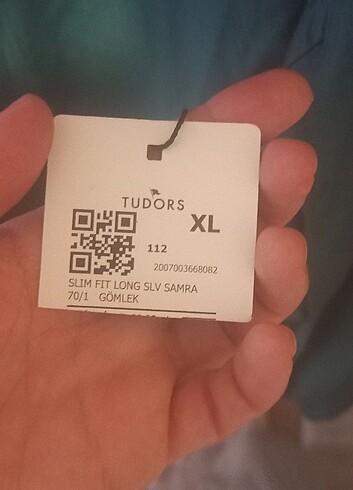 TUDORS
XL
112
2007003668082
SLIM FIT LONG SLV SAMRA
70/1 GÖMLEK